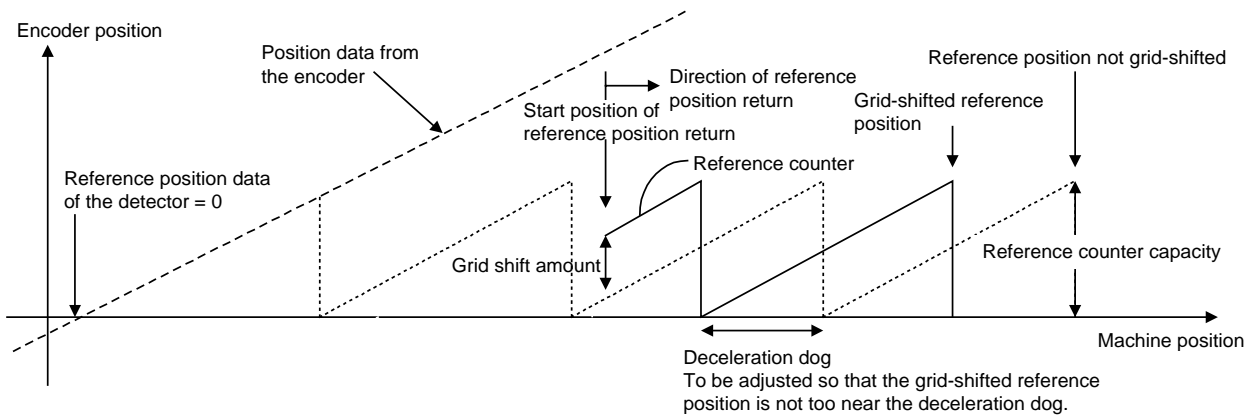 Encoder position
Position data from
the encoder
Reference position data
of the detector = 0
Direction of reference
position return
Start position of
reference position return
Reference counter
Grid shift amount
Grid-shifted reference
position
Reference position not grid-shifted
Reference counter capacity
Machine position
Deceleration dog
To be adjusted so that the grid-shifted reference
position is not too near the deceleration dog.